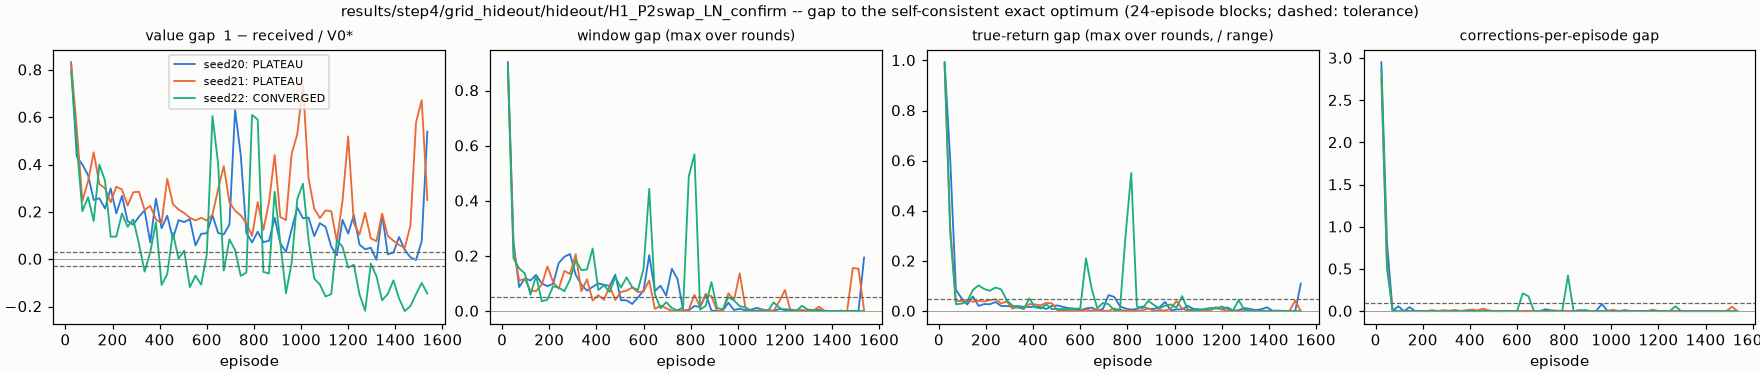 results/step4/grid_hideout/hideout/H1_P2swap_LN_confirm -- gap to the self-consistent exact optimum (24-episode blocks; dashed: tolerance)
value gap 1 − received / V0*
0.8
0.6
0.4
0.2
0.0
−0.2
seed20: PLATEAU
seed21: PLATEAU
seed22: CONVERGED
0 200 400 600 800 1000 1200 1400 1600
episode
window gap (max over rounds)
0.8
0.6
0.4
0.2
0.0
0 200 400 600 800 1000 1200 1400 1600
episode
true-return gap (max over rounds, / range)
1.0
0.8
0.6
0.4
0.2
0.0
0 200 400 600 800 1000 1200 1400 1600
episode
corrections-per-episode gap
3.0
2.5
2.0
1.5
1.0
0.5
0.0
0 200 400 600 800 1000 1200 1400
episode